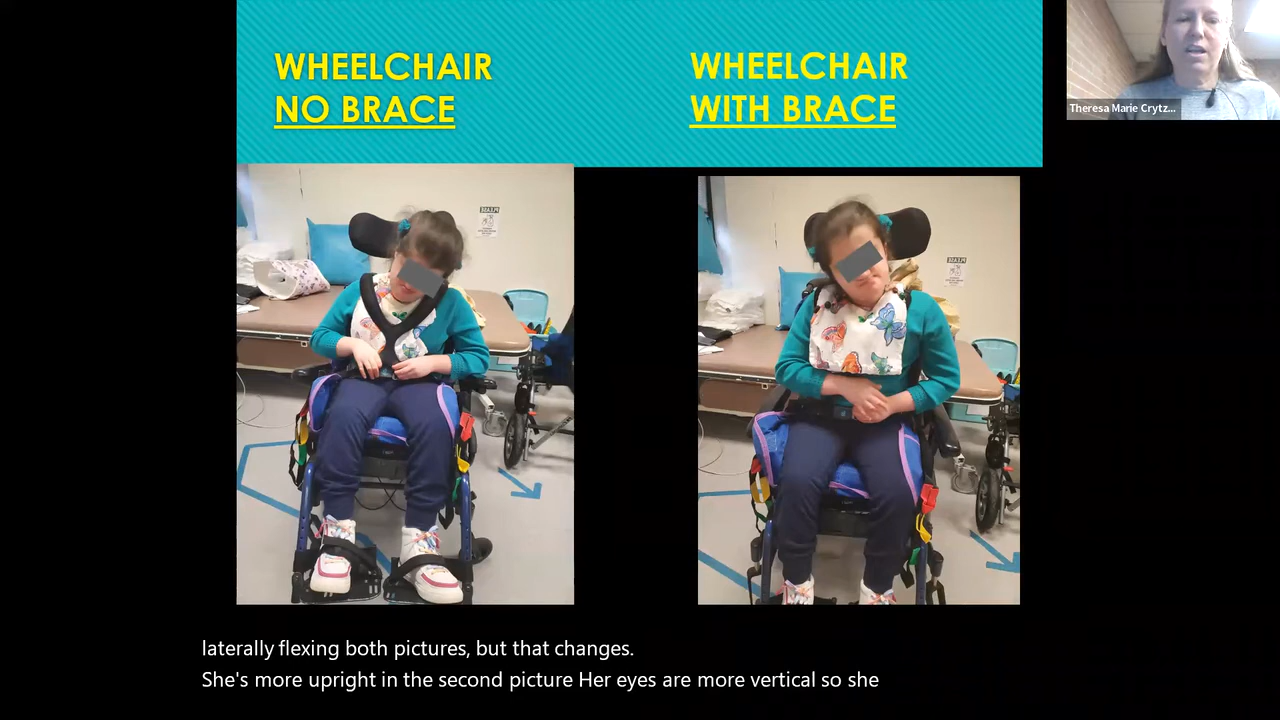 WHEELCHAIR
NO BRACE
WHEELCHAIR
WITH BRACE
Theresa Marie Crytz...
laterally flexing both pictures, but that changes.
She's more upright in the second picture Her eyes are more vertical so she